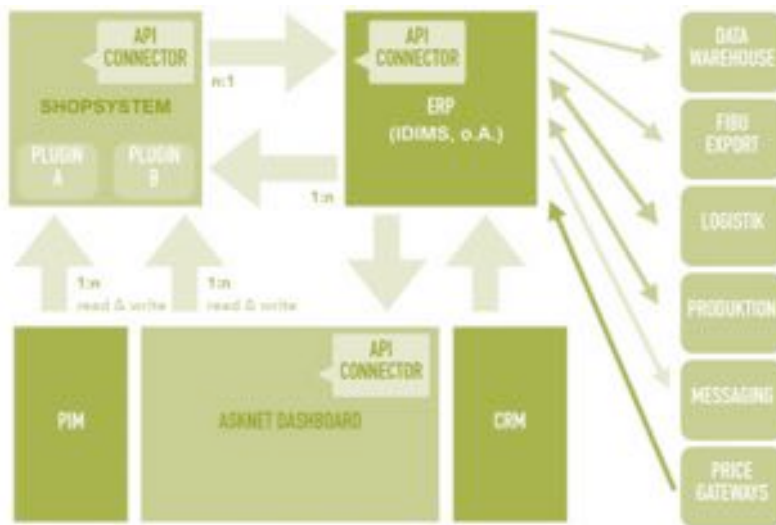 API
CONNECTOR
SHOPSYSTEM
PLUGIN
A
PLUGIN
B
n:1
1:n
API
CONNECTOR
ERP
(IDIMS, o.A.)
DATA
WAREHOUSE
FIBU
EXPORT
LOGISTIK
PRODUKTION
MESSAGING
PRICE
GATEWAYS
1:n
read & write
1:n
read & write
PIM
API
CONNECTOR
ASKNET DASHBOARD
CRM